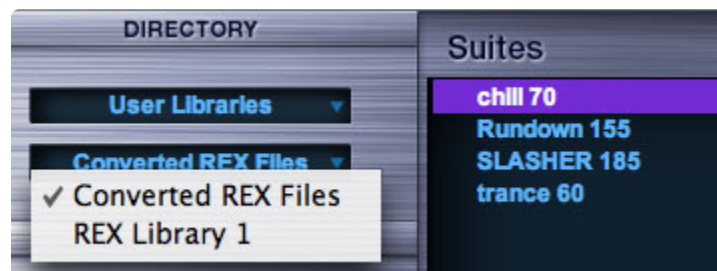 DIRECTORY
User Libraries
Converted REX Files
Converted REX Files
REX Library 1
Suites
chill 70
Rundown 155
SLASHER 185
trance 60